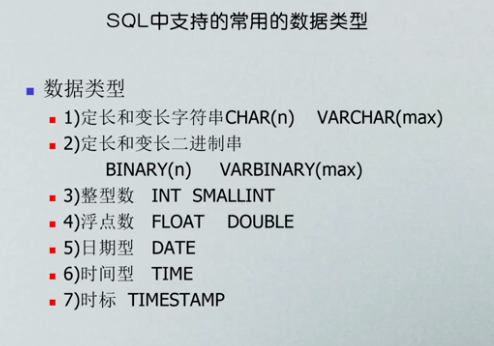 SQL中支持的常用的数据类型
数据类型
1)定长和变长字符串CHAR(n) VARCHAR(max)
2)定长和变长二进制串
BINARY(n) VARBINARY(max)
3)整型数 INT SMALLINT
4)浮点数 FLOAT DOUBLE
5)日期型 DATE
6)时间型 TIME
7)时标 TIMESTAMP